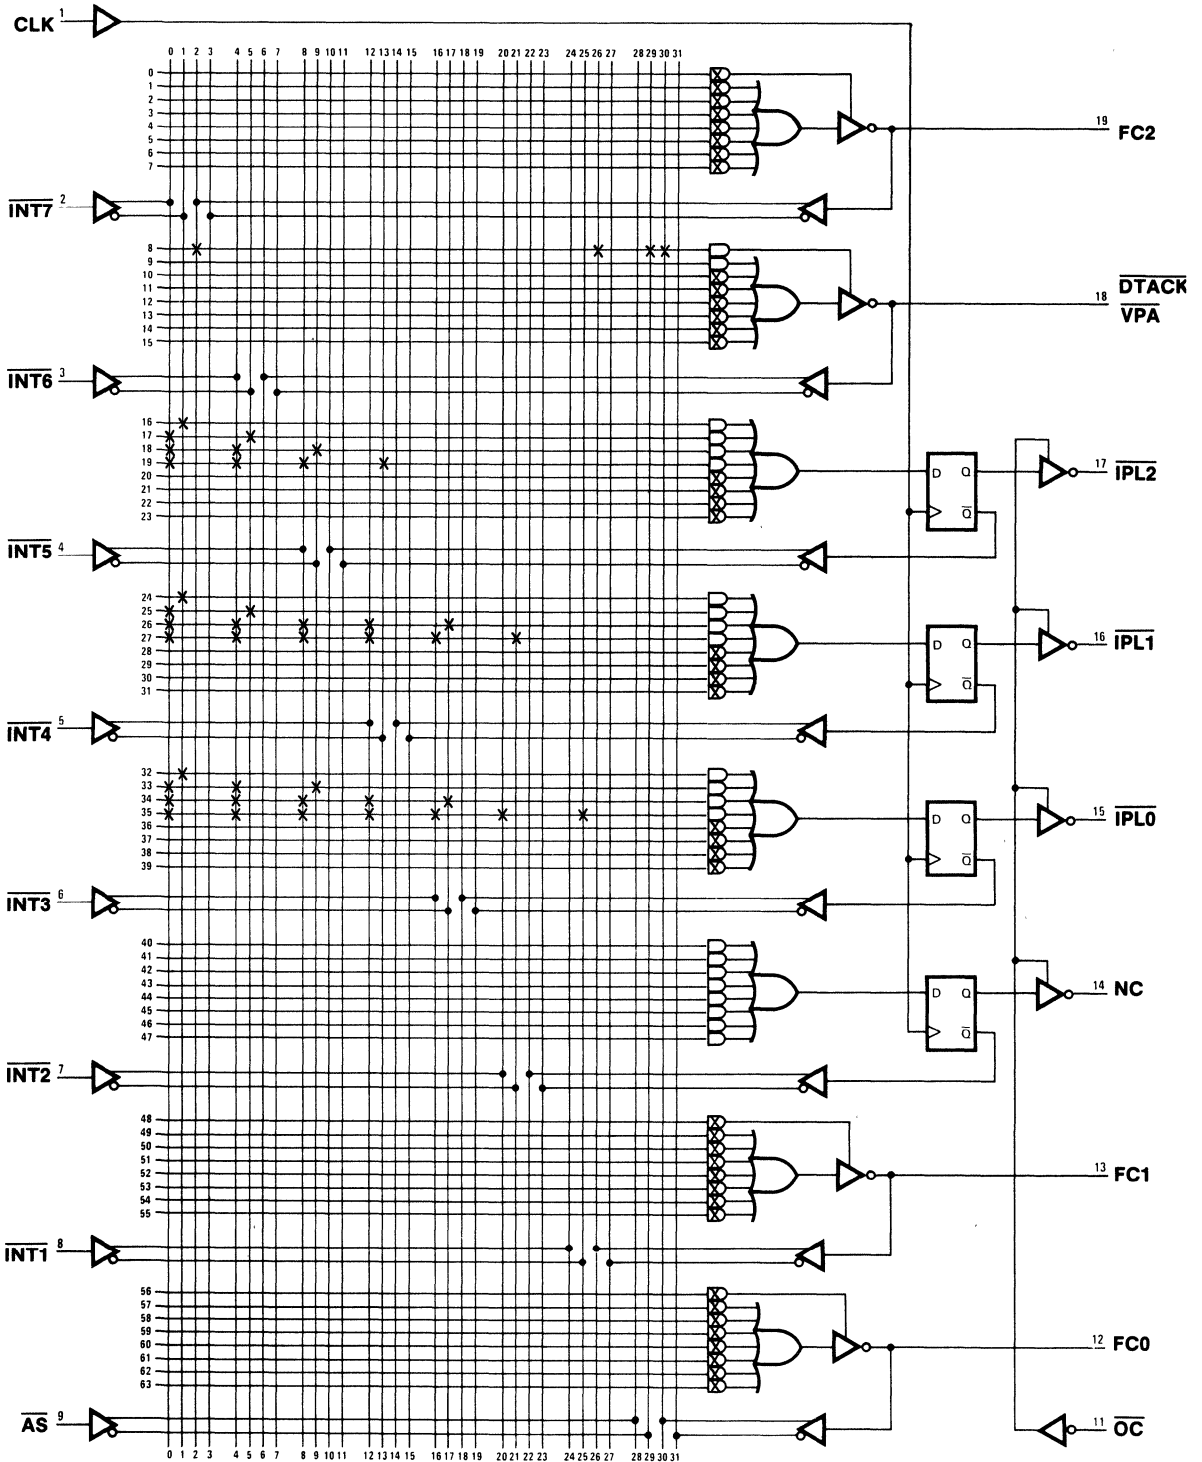 CLK 1
0 1 2 3 4 5 6 7 8 9 10 11 12 13 14 15 16 17 18 19 20 21 22 23 24 25 26 27 28 29 30 31
0
1
2
3
4
5
6
7
19 FC2
INT7 2
8
9
10
11
12
13
14
15
DTACK
18
VPA
INT6 3
16
17
18
19
20
21
22
23
D Q
Q
17 IPL2
INT5 4
24
25
26
27
28
29
30
31
D Q
Q
16 IPL1
INT4 5
32
33
34
35
36
37
38
39
D Q
Q
15 IPL0
INT3 6
40
41
42
43
44
45
46
47
D Q
Q
14 NC
INT2 7
48
49
50
51
52
53
54
55
13 FC1
INT1 8
56
57
58
59
60
61
62
63
12 FC0
AS 9
11 OC
0 1 2 3 4 5 6 7 8 9 10 11 12 13 14 15 16 17 18 19 20 21 22 23 24 25 26 27 28 29 30 31